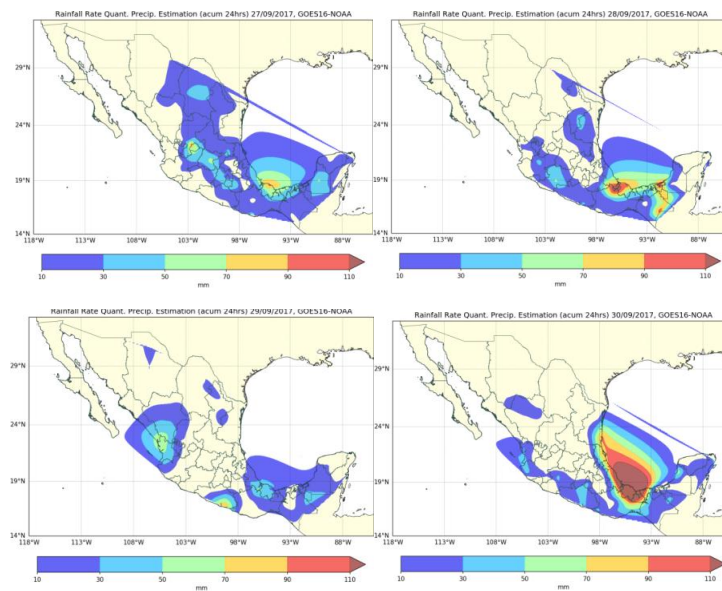 Rainfall Rate Quant. Precip. Estimation (acum 24hrs) 27/09/2017, GOES16-NOAA
29°N
24°N
19°N
14°N
118°W 113°W 108°W 103°W 98°W 93°W 88°W
10 30 50 70 90 110
mm
Rainfall Rate Quant. Precip. Estimation (acum 24hrs) 28/09/2017, GOES16-NOAA
29°N
24°N
19°N
14°N
118°W 113°W 108°W 103°W 98°W 93°W 88°W
10 30 50 70 90 110
mm
Rainfall Rate Quant. Precip. Estimation (acum 24hrs) 29/09/2017, GOES16-NOAA
29°N
24°N
19°N
14°N
118°W 113°W 108°W 103°W 98°W 93°W 88°W
10 30 50 70 90 110
mm
Rainfall Rate Quant. Precip. Estimation (acum 24hrs) 30/09/2017, GOES16-NOAA
29°N
24°N
19°N
14°N
118°W 113°W 108°W 103°W 98°W 93°W 88°W
10 30 50 70 90 110
mm